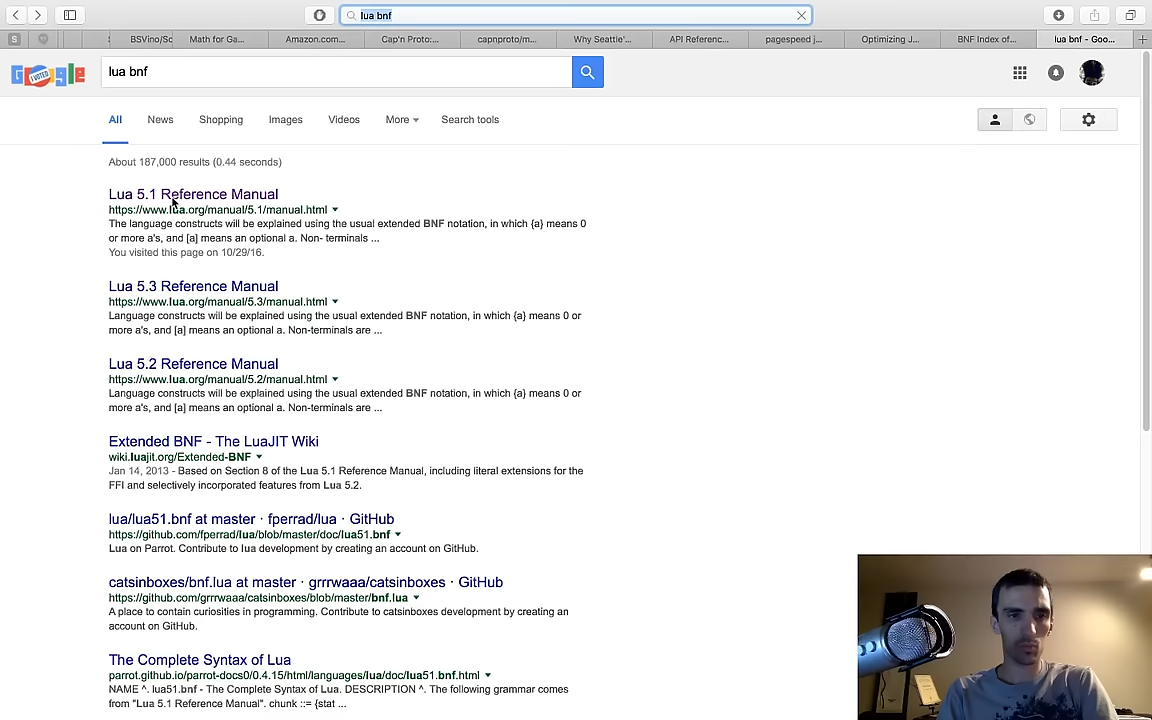 lua bnf
S
BSVino/Sc
Math for Ga...
Amazon.com...
Cap'n Proto:...
capnproto/m...
Why Seattle'...
API Referenc...
pagespeed j...
Optimizing J...
BNF Index of...
lua bnf - Goo...
I VOTED
lua bnf
All
News
Shopping
Images
Videos
More
Search tools
About 187,000 results (0.44 seconds)
Lua 5.1 Reference Manual
https://www.lua.org/manual/5.1/manual.html
The language constructs will be explained using the usual extended BNF notation, in which {a} means 0
or more a's, and [a] means an optional a. Non- terminals ...
You visited this page on 10/29/16.
Lua 5.3 Reference Manual
https://www.lua.org/manual/5.3/manual.html
Language constructs will be explained using the usual extended BNF notation, in which {a} means 0 or
more a's, and [a] means an optional a. Non-terminals are ...
Lua 5.2 Reference Manual
https://www.lua.org/manual/5.2/manual.html
Language constructs will be explained using the usual extended BNF notation, in which {a} means 0 or
more a's, and [a] means an optional a. Non-terminals are ...
Extended BNF - The LuaJIT Wiki
wiki.luajit.org/Extended-BNF
Jan 14, 2013 - Based on Section 8 of the Lua 5.1 Reference Manual, including literal extensions for the
FFI and selectively incorporated features from Lua 5.2.
lua/lua51.bnf at master · fperrad/lua · GitHub
https://github.com/fperrad/lua/blob/master/doc/lua51.bnf
Lua on Parrot. Contribute to lua development by creating an account on GitHub.
catsinboxes/bnf.lua at master · grrrwaaa/catsinboxes · GitHub
https://github.com/grrrwaaa/catsinboxes/blob/master/bnf.lua
A place to contain curiosities in programming. Contribute to catsinboxes development by creating an
account on GitHub.
The Complete Syntax of Lua
parrot.github.io/parrot-docs0/0.4.15/html/languages/lua/doc/lua51.bnf.html
NAME ^. lua51.bnf - The Complete Syntax of Lua. DESCRIPTION ^. The following grammar comes
from "Lua 5.1 Reference Manual". chunk ::= {stat ...